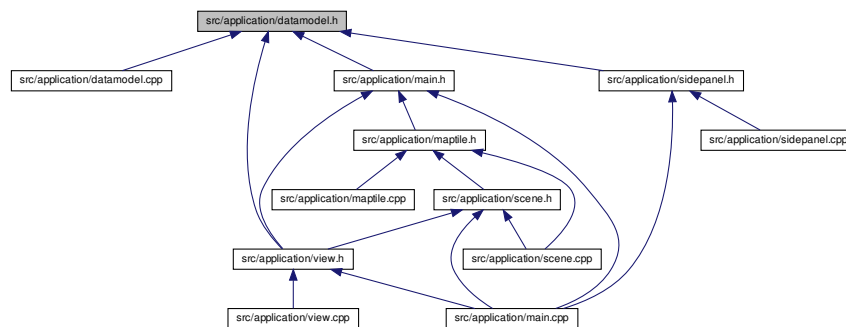 src/application/datamodel.h
src/application/datamodel.cpp
src/application/main.h
src/application/sidepanel.h
src/application/maptile.h
src/application/sidepanel.cpp
src/application/maptile.cpp
src/application/scene.h
src/application/view.h
src/application/scene.cpp
src/application/view.cpp
src/application/main.cpp